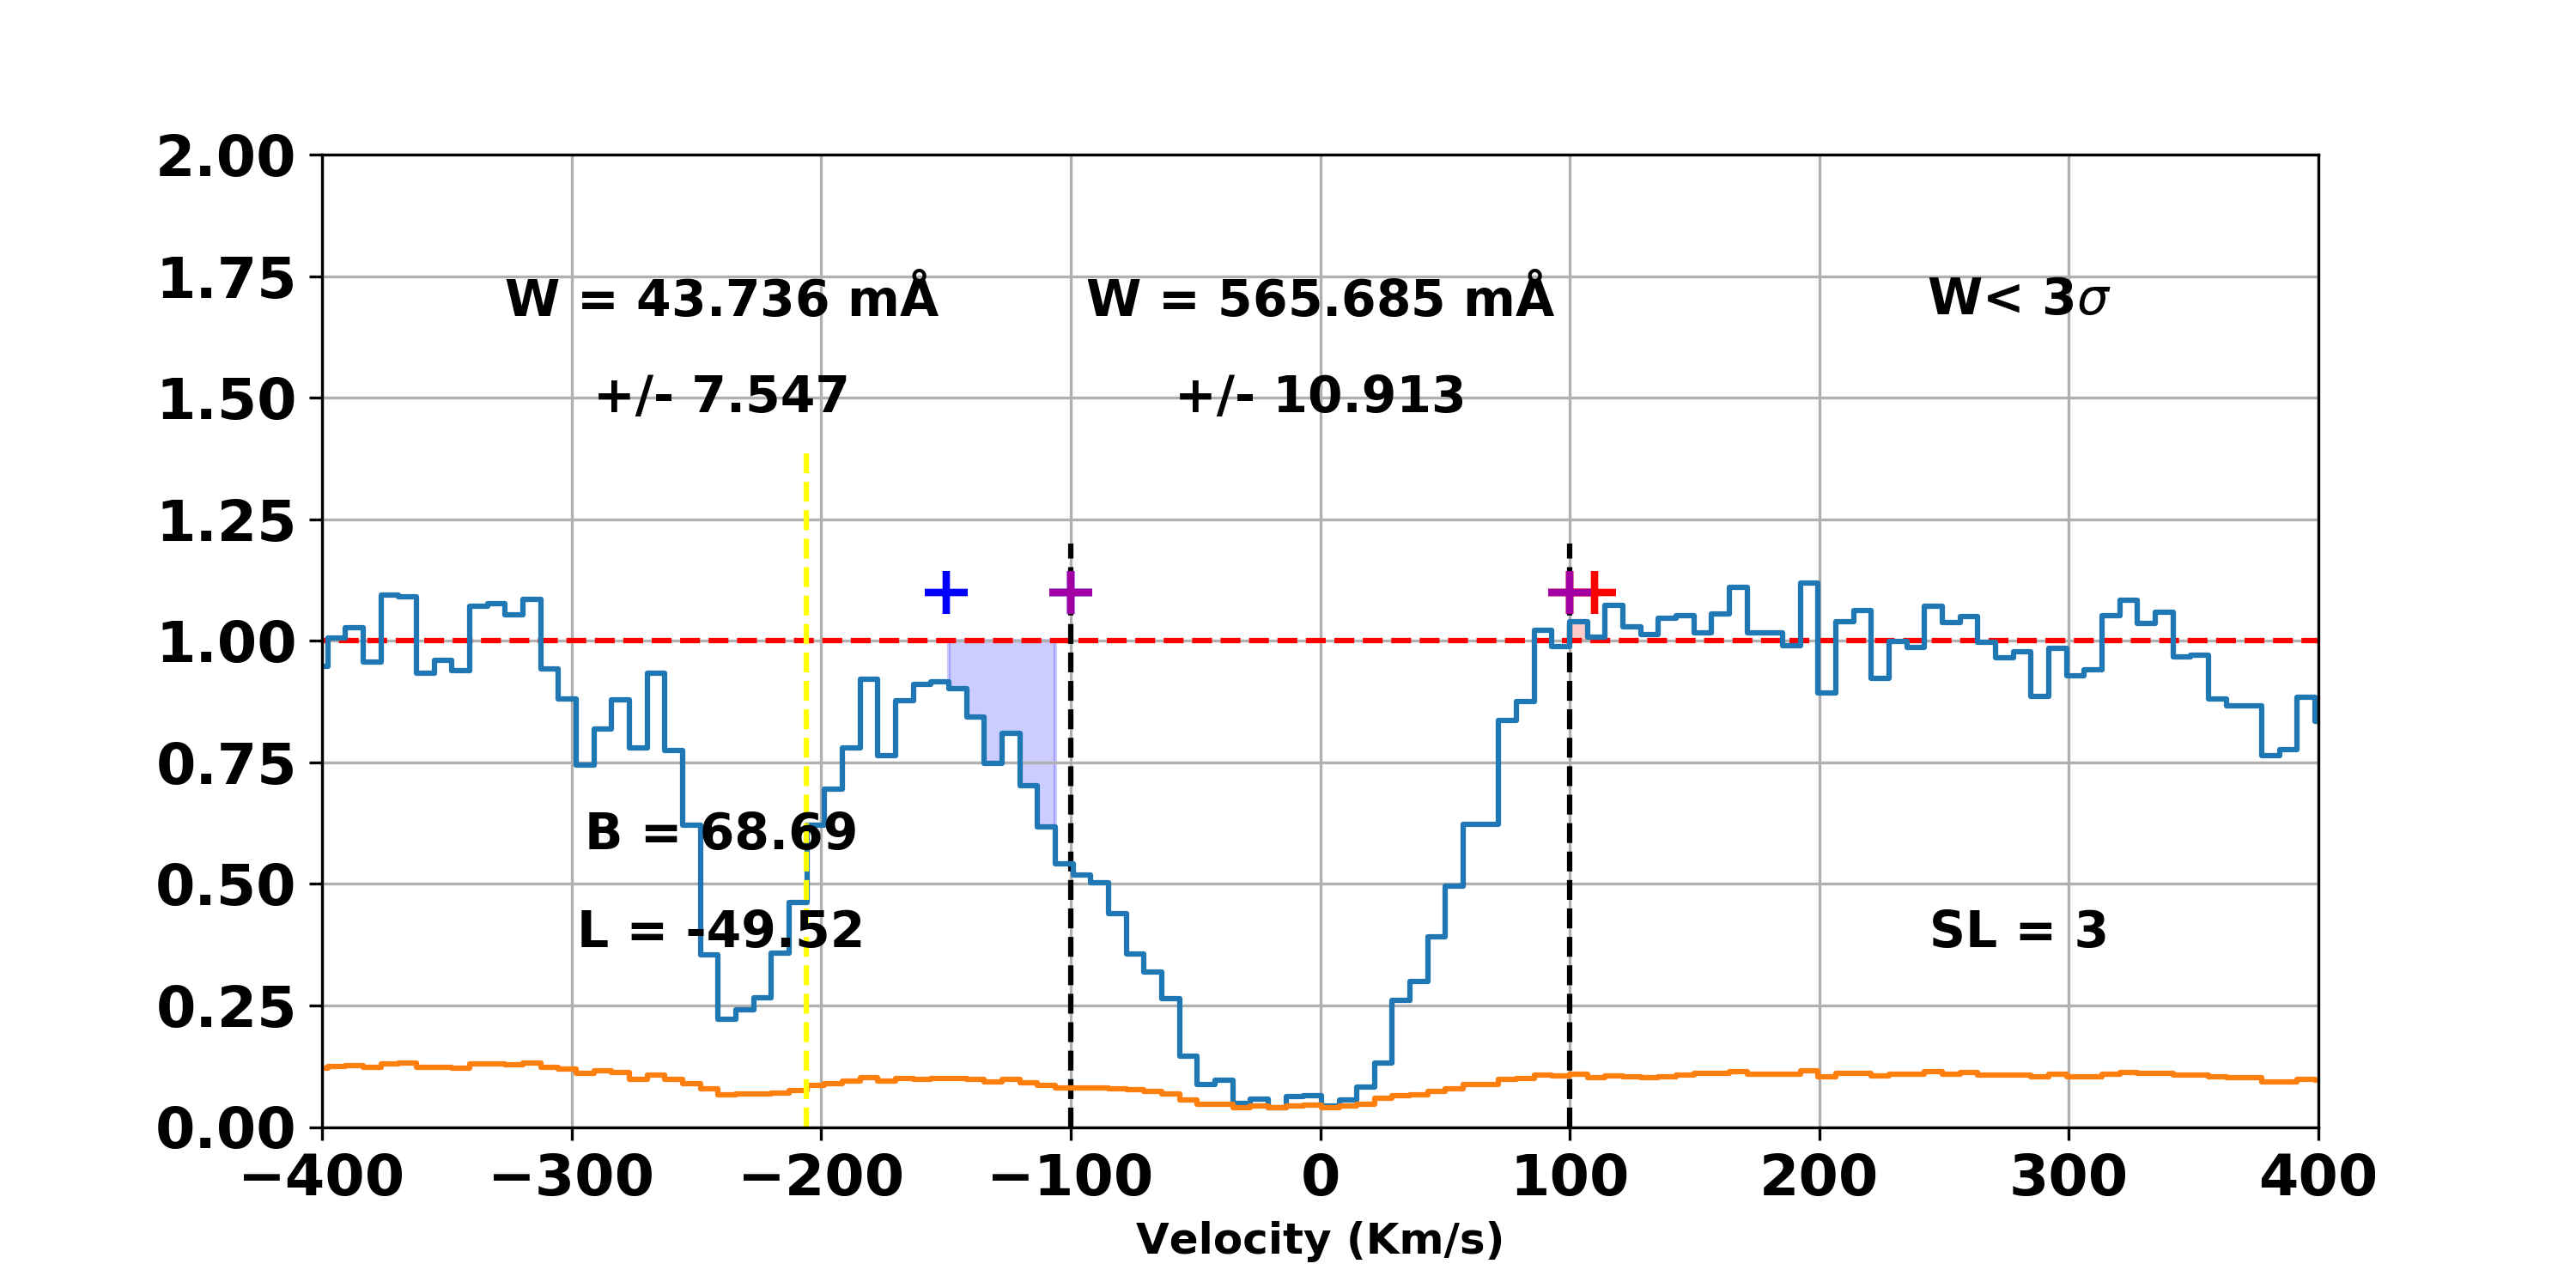 2.00
1.75
1.50
1.25
1.00
0.75
0.50
0.25
0.00
W = 43.736 mÅ
+/- 7.547
W = 565.685 mÅ
+/- 10.913
W< 3σ
B = 68.69
L = -49.52
SL = 3
−400 −300 −200 −100 0 100 200 300 400
Velocity (Km/s)